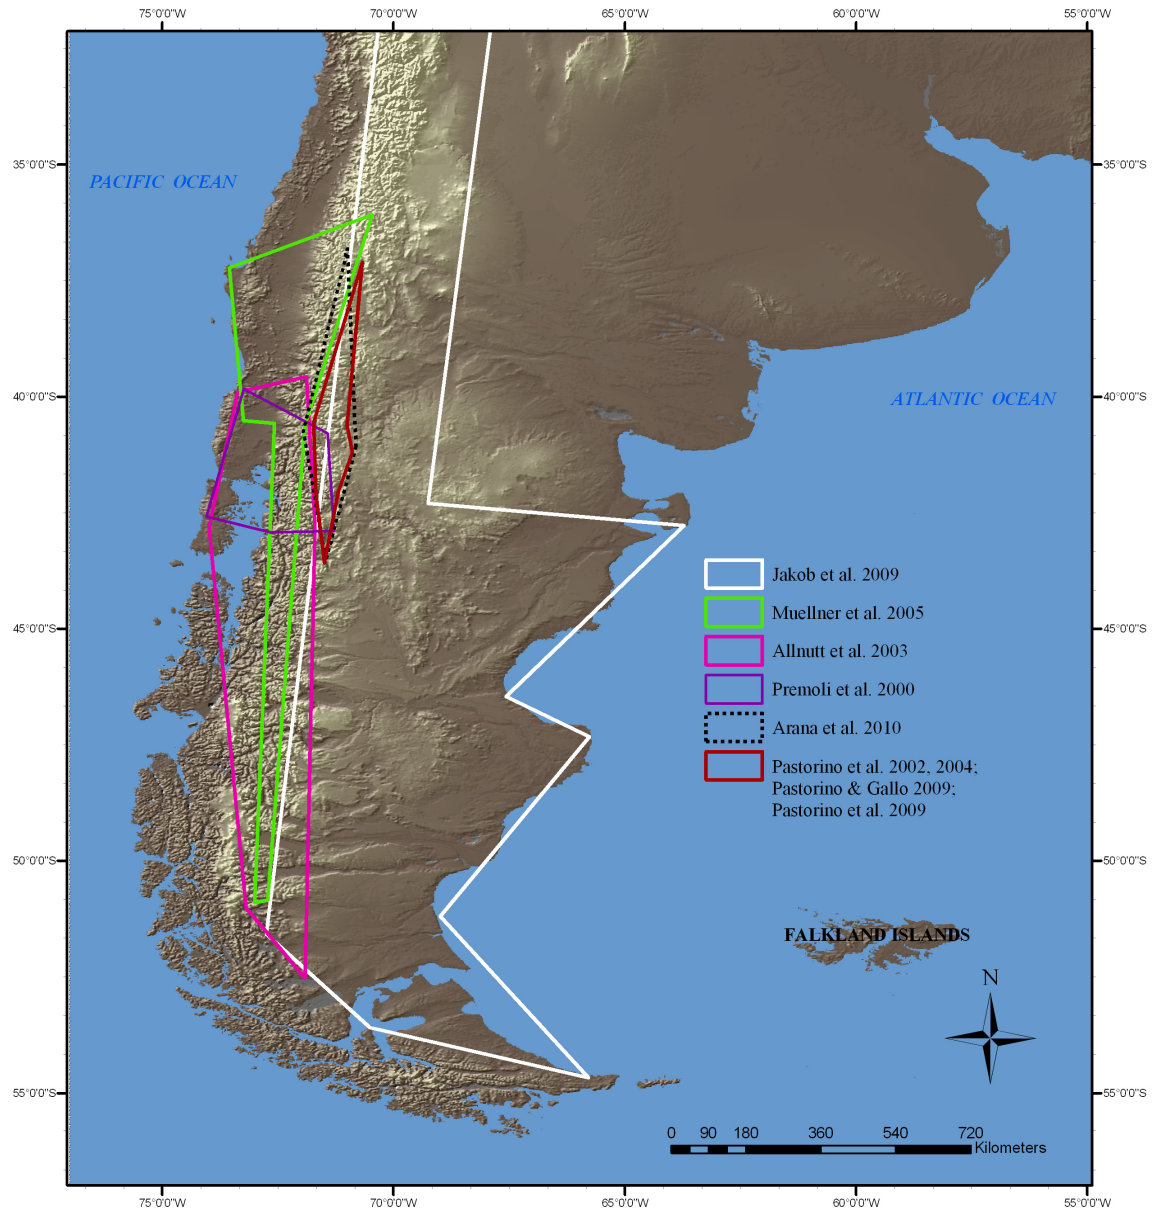 75°0'0"W 70°0'0"W 65°0'0"W 60°0'0"W 55°0'0"W
35°0'0"S 35°0'0"S
PACIFIC OCEAN
40°0'0"S 40°0'0"S
ATLANTIC OCEAN
Jakob et al. 2009
Muellner et al. 2005
45°0'0"S 45°0'0"S
Allnutt et al. 2003
Premoli et al. 2000
Arana et al. 2010
Pastorino et al. 2002, 2004;
Pastorino & Gallo 2009;
Pastorino et al. 2009
50°0'0"S 50°0'0"S
FALKLAND ISLANDS
N
55°0'0"S 55°0'0"S
0 90 180 360 540 720
Kilometers
75°0'0"W 70°0'0"W 65°0'0"W 60°0'0"W 55°0'0"W